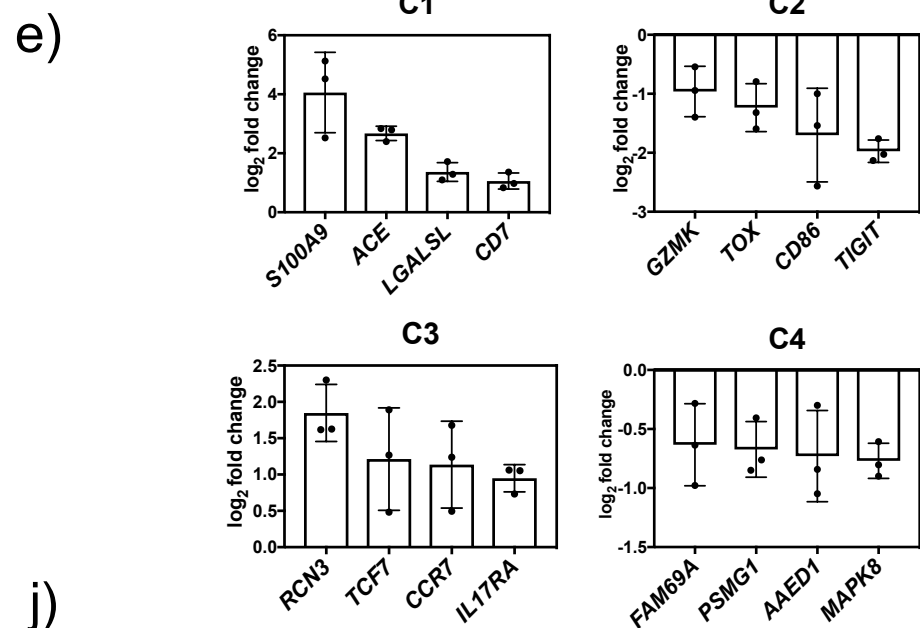 e)
C1
C2
log2 fold change
6
4
2
0
S100A9
ACE
LGALSL
CD7
log2 fold change
0
-1
-2
-3
GZMK
TOX
CD86
TIGIT
C3
C4
log2 fold change
2.5
2.0
1.5
1.0
0.5
0.0
RCN3
TCF7
CCR7
IL17RA
log2 fold change
0.0
-0.5
-1.0
-1.5
FAM69A
PSMG1
AAED1
MAPK8
j)